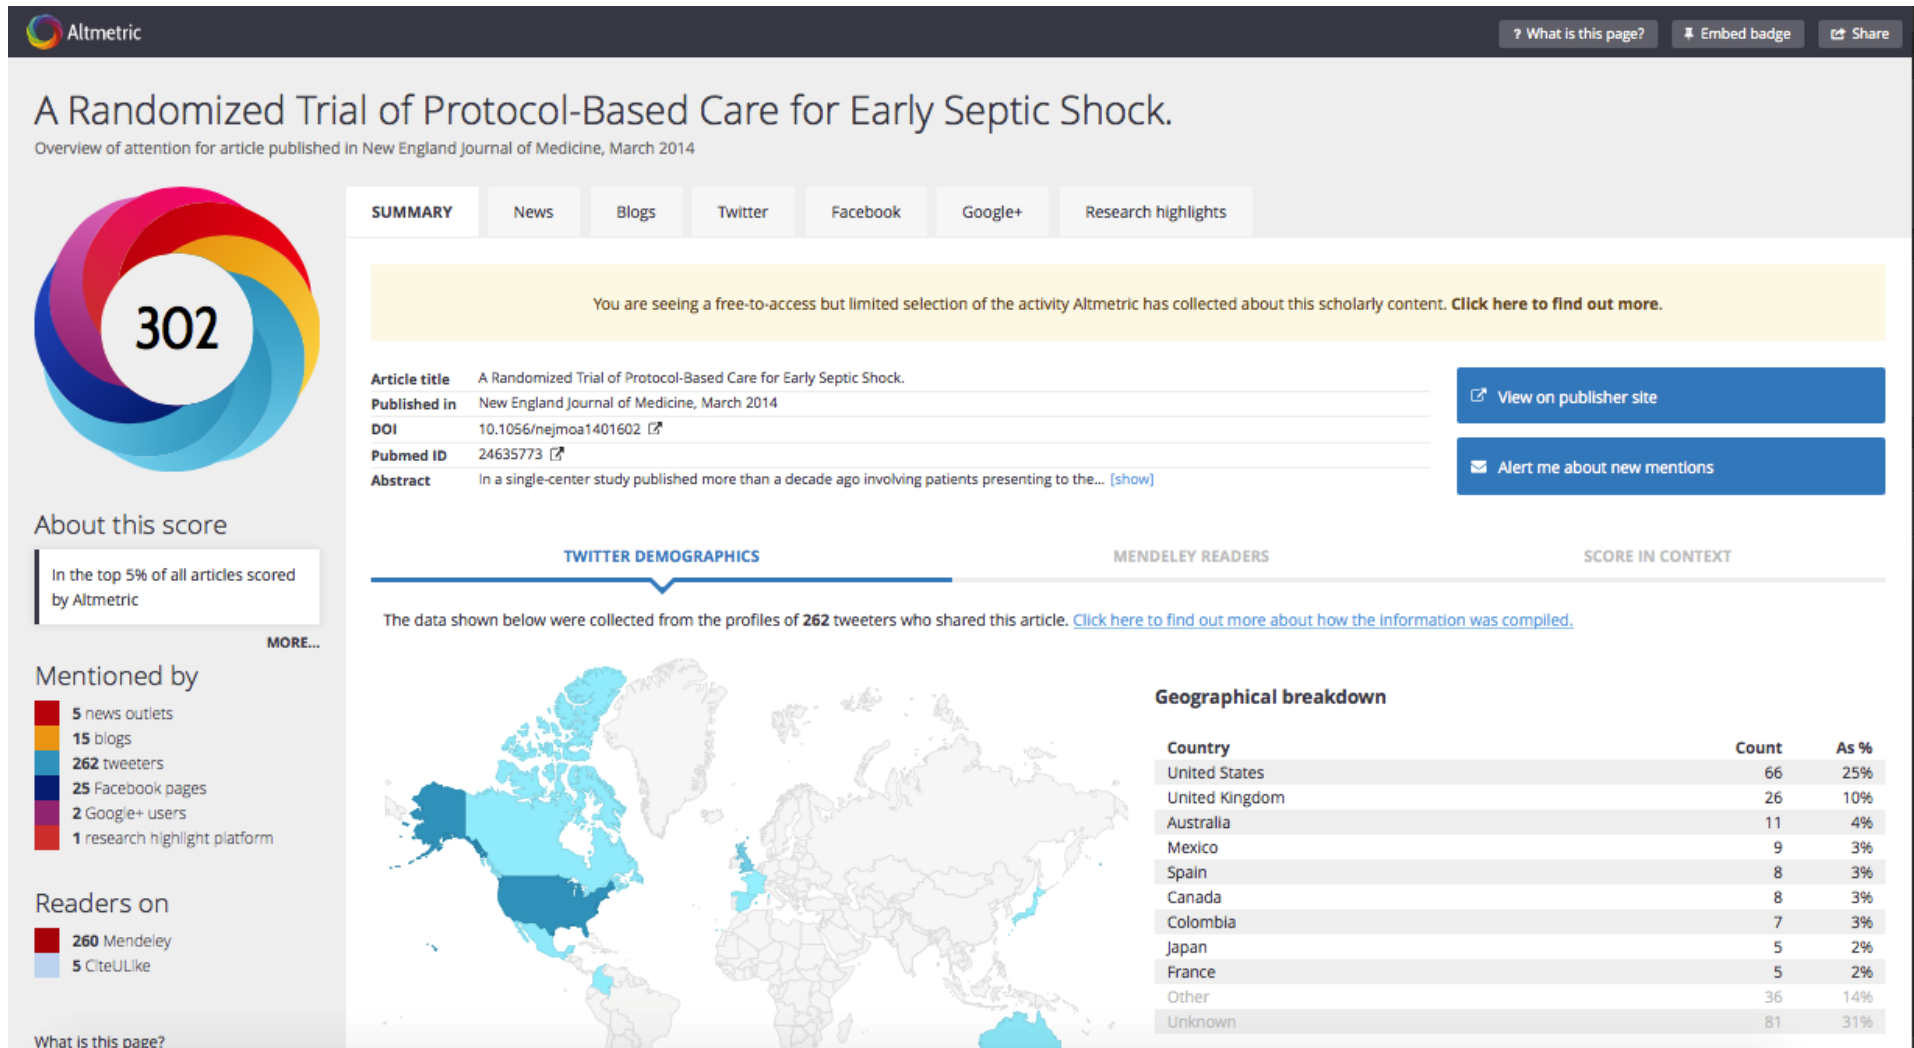 Altmetric
? What is this page?
Embed badge
Share
A Randomized Trial of Protocol-Based Care for Early Septic Shock.
Overview of attention for article published in New England Journal of Medicine, March 2014
302
SUMMARY
News
Blogs
Twitter
Facebook
Google+
Research highlights
You are seeing a free-to-access but limited selection of the activity Altmetric has collected about this scholarly content. Click here to find out more.
Article title A Randomized Trial of Protocol-Based Care for Early Septic Shock.
Published in New England Journal of Medicine, March 2014
DOI 10.1056/nejmoa1401602
Pubmed ID 24635773
Abstract In a single-center study published more than a decade ago involving patients presenting to the... [show]
View on publisher site
Alert me about new mentions
About this score
In the top 5% of all articles scored
by Altmetric
MORE...
Mentioned by
5 news outlets
15 blogs
262 tweeters
25 Facebook pages
2 Google+ users
1 research highlight platform
Readers on
260 Mendeley
5 CiteULike
What is this page?
TWITTER DEMOGRAPHICS
MENDELEY READERS
SCORE IN CONTEXT
The data shown below were collected from the profiles of 262 tweeters who shared this article. Click here to find out more about how the information was compiled.
Geographical breakdown
Country Count As %
United States 66 25%
United Kingdom 26 10%
Australia 11 4%
Mexico 9 3%
Spain 8 3%
Canada 8 3%
Colombia 7 3%
Japan 5 2%
France 5 2%
Other 36 14%
Unknown 81 31%